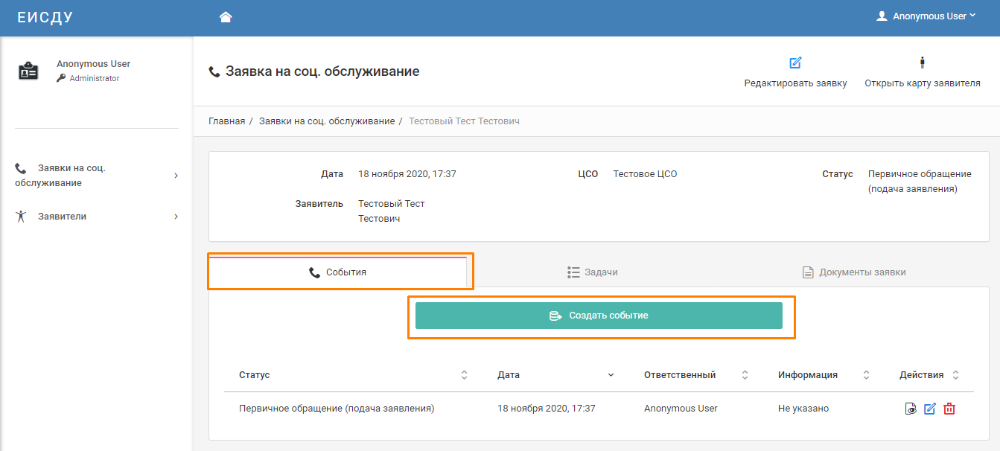 ЕИСДУ
Anonymous User
Anonymous User
Administrator
Заявка на соц. обслуживание
Редактировать заявку
Открыть карту заявителя
Главная / Заявки на соц. обслуживание / Тестовый Тест Тестович
Заявки на соц.
обслуживание
Заявители
Дата 18 ноября 2020, 17:37
ЦСО Тестовое ЦСО
Статус Первичное обращение
(подача заявления)
Заявитель Тестовый Тест
Тестович
События
Задачи
Документы заявки
Создать событие
Статус Дата Ответственный Информация Действия
Первичное обращение (подача заявления) 18 ноября 2020, 17:37 Anonymous User Не указано